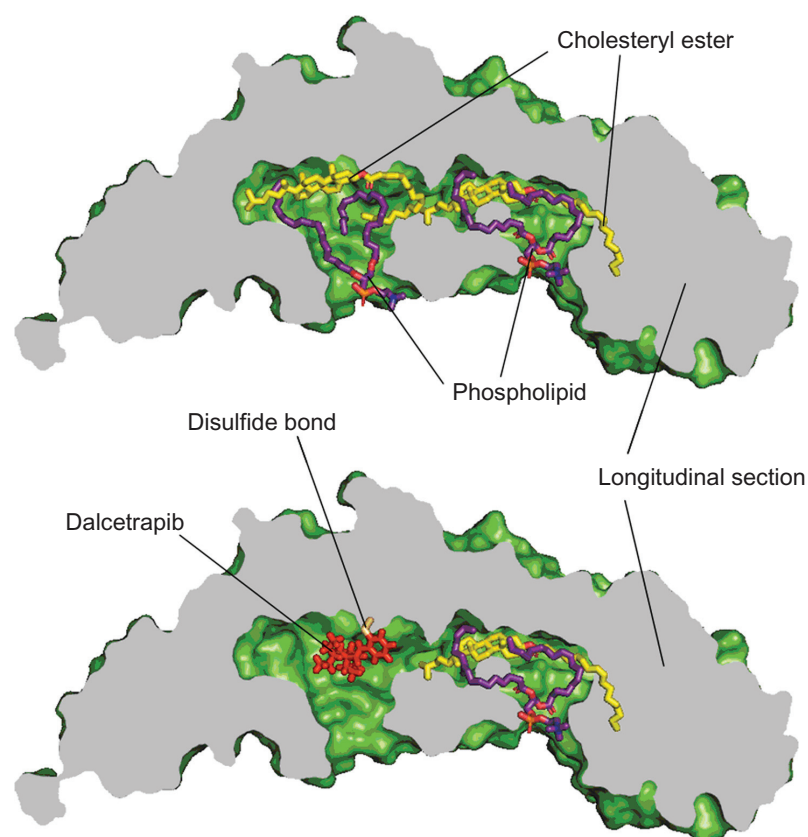 Cholesteryl ester
Phospholipid
Disulfide bond
Longitudinal section
Dalcetrapib